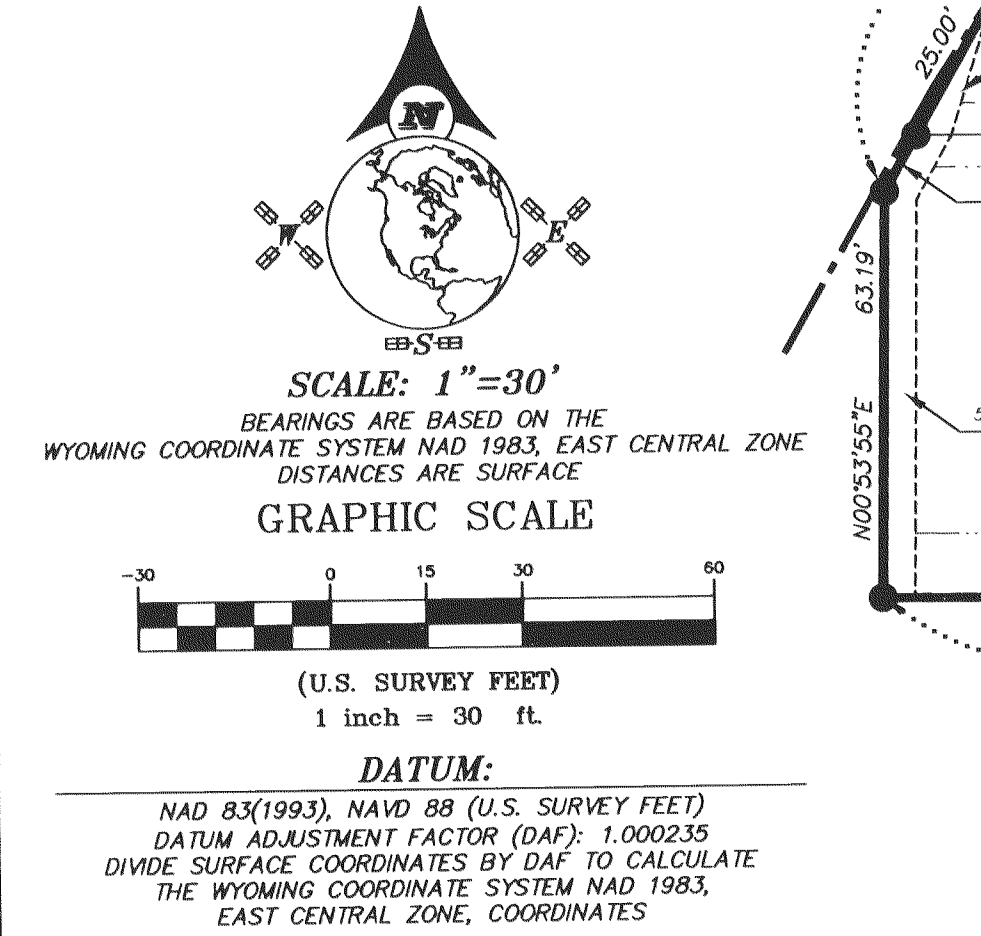 N
W
E
S
SCALE: 1"=30'
BEARINGS ARE BASED ON THE
WYOMING COORDINATE SYSTEM NAD 1983, EAST CENTRAL ZONE
DISTANCES ARE SURFACE
GRAPHIC SCALE
-30 0 15 30 60
(U.S. SURVEY FEET)
1 inch = 30 ft.
DATUM:
NAD 83(1993), NAVD 88 (U.S. SURVEY FEET)
DATUM ADJUSTMENT FACTOR (DAF): 1.000235
DIVIDE SURFACE COORDINATES BY DAF TO CALCULATE
THE WYOMING COORDINATE SYSTEM NAD 1983,
EAST CENTRAL ZONE, COORDINATES
25.00'
63.19'
N00°53'55"E
5